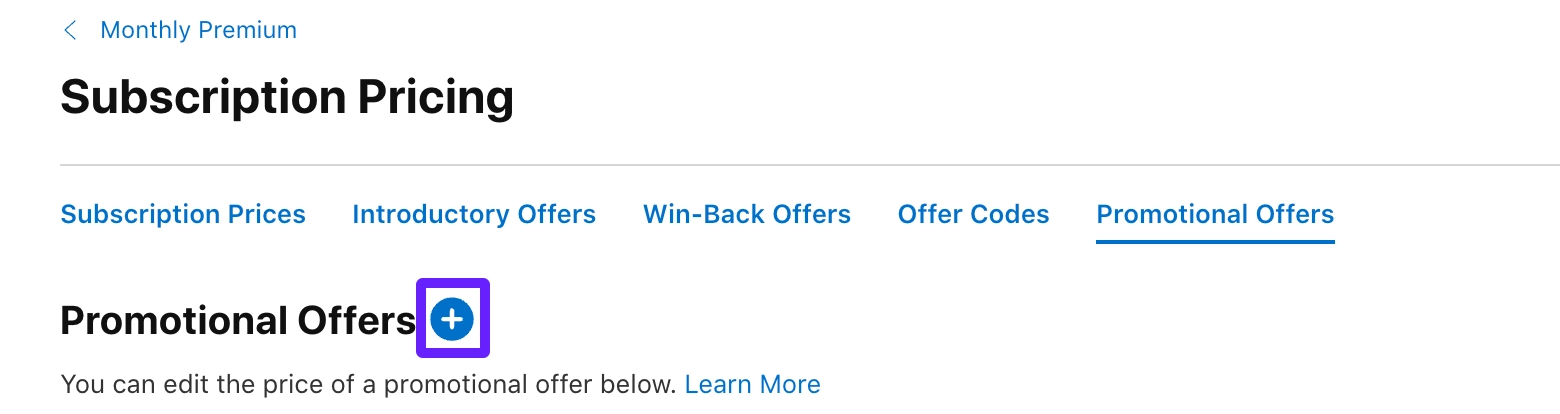 Monthly Premium
Subscription Pricing
Subscription Prices Introductory Offers Win-Back Offers Offer Codes Promotional Offers
Promotional Offers
You can edit the price of a promotional offer below. Learn More